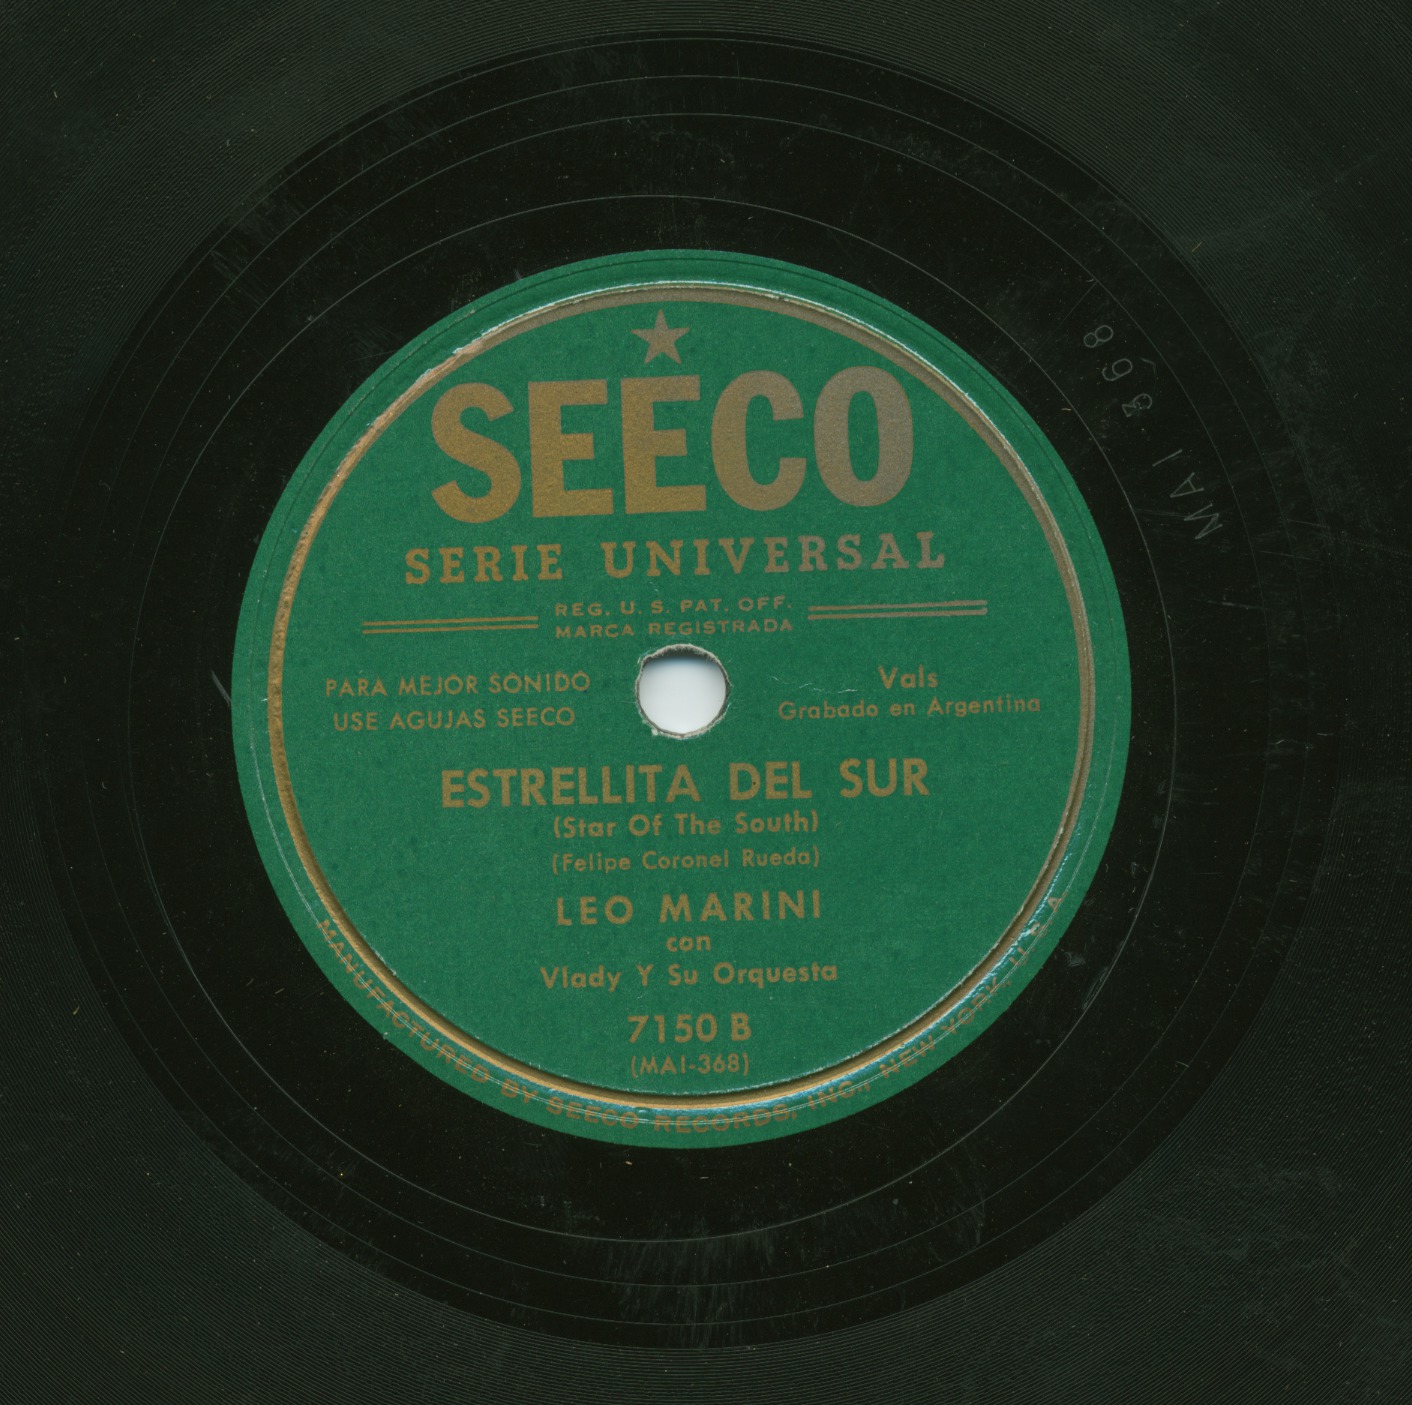 SEECO
SERIE UNIVERSAL
REG. U. S. PAT. OFF.
MARCA REGISTRADA
PARA MEJOR SONIDO
USE AGUJAS SEECO
Vals
Grabado en Argentina
ESTRELLITA DEL SUR
(Star Of The South)
(Felipe Coronel Rueda)
LEO MARINI
con
Vlady Y Su Orquesta
7150 B
(MAI-368)
MANUFACTURED BY SEECO RECORDS, INC., NEW YORK, U. S. A.
MAI 368